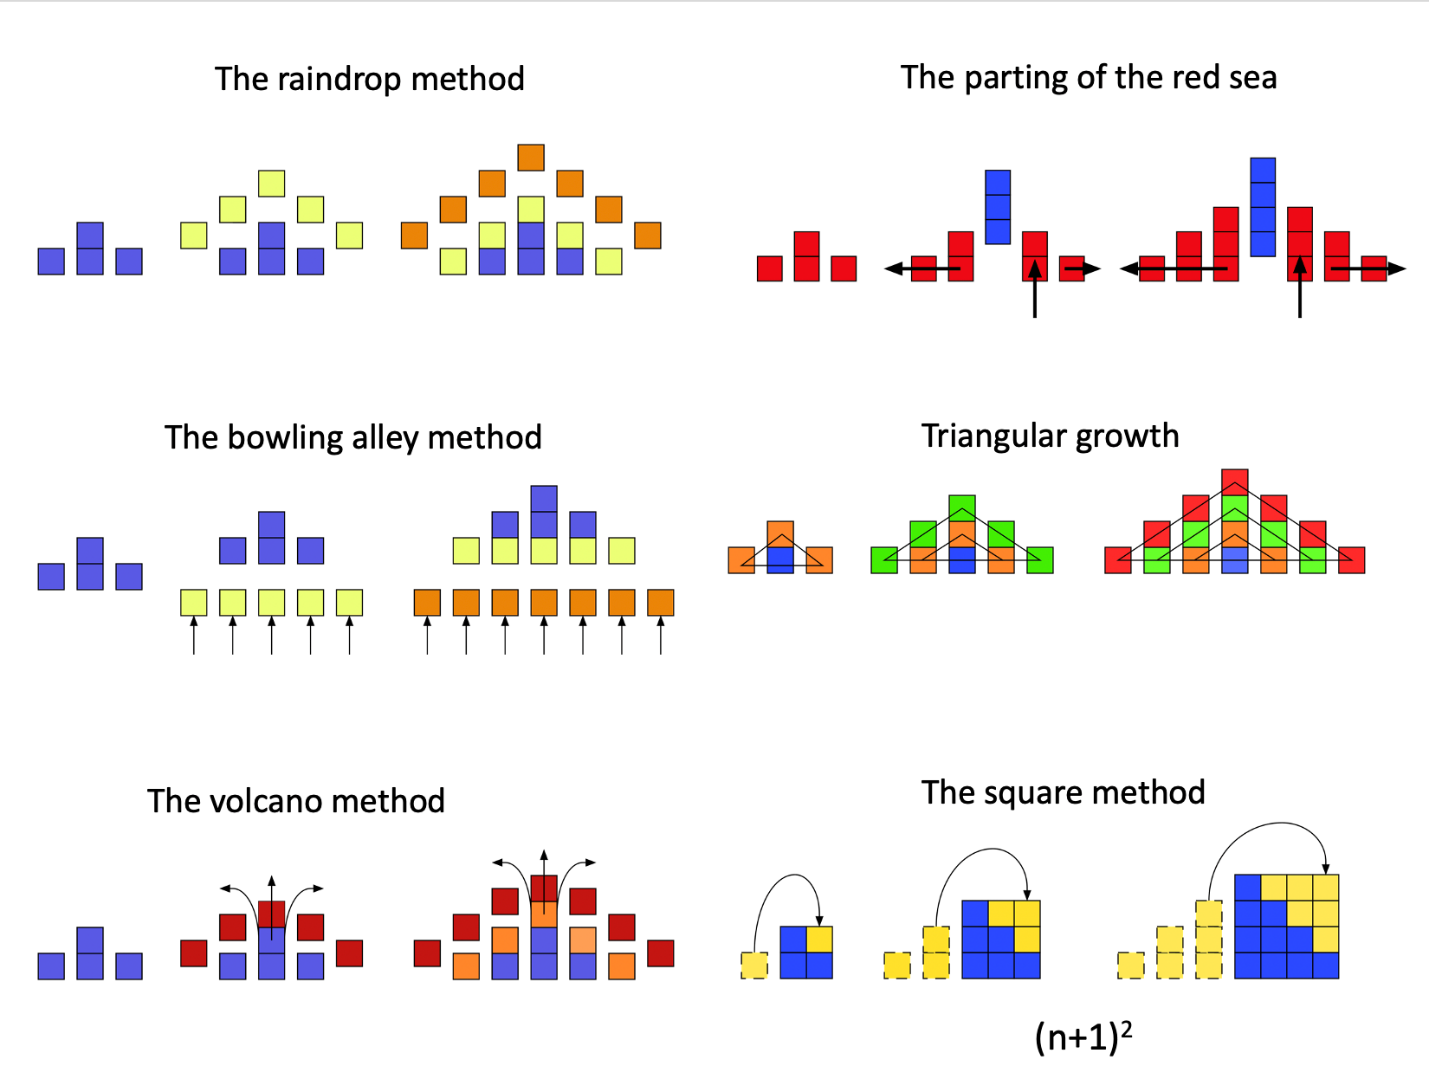 The raindrop method
The parting of the red sea
The bowling alley method
Triangular growth
The volcano method
The square method
(n+1)²